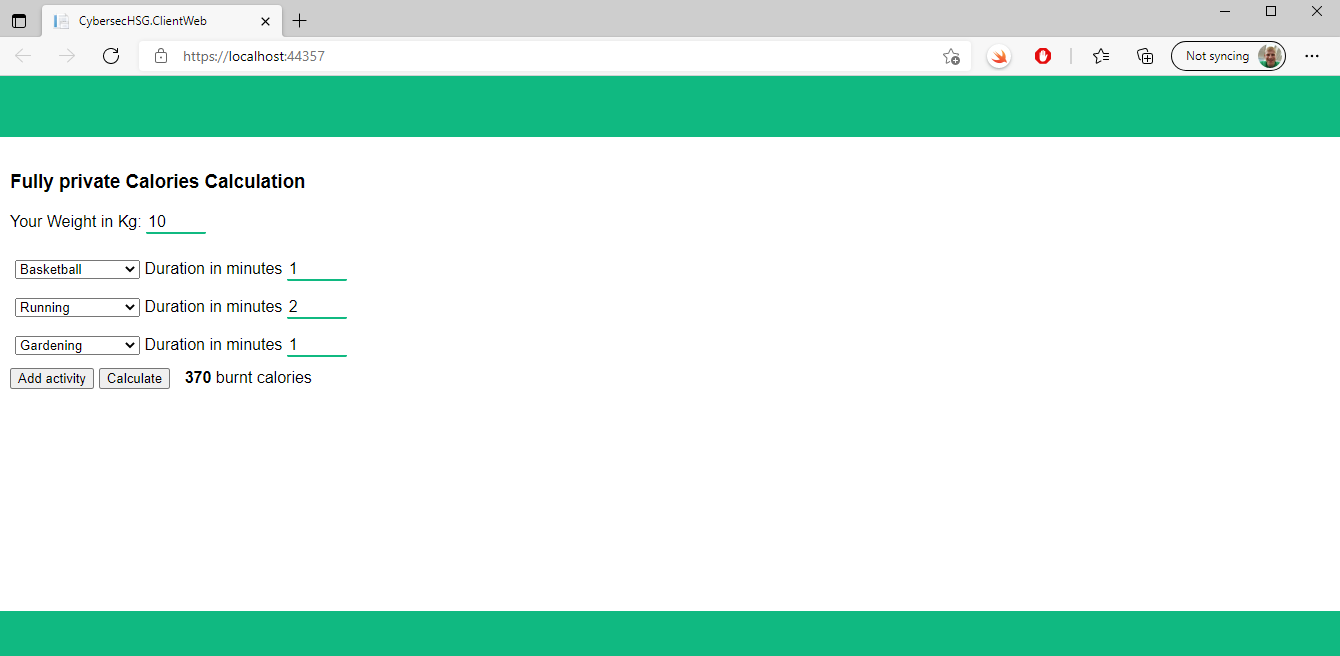 CybersecHSG.ClientWeb
https://localhost:44357
Not syncing
Fully private Calories Calculation
Your Weight in Kg: 10
Basketball Duration in minutes 1
Running Duration in minutes 2
Gardening Duration in minutes 1
Add activity Calculate 370 burnt calories